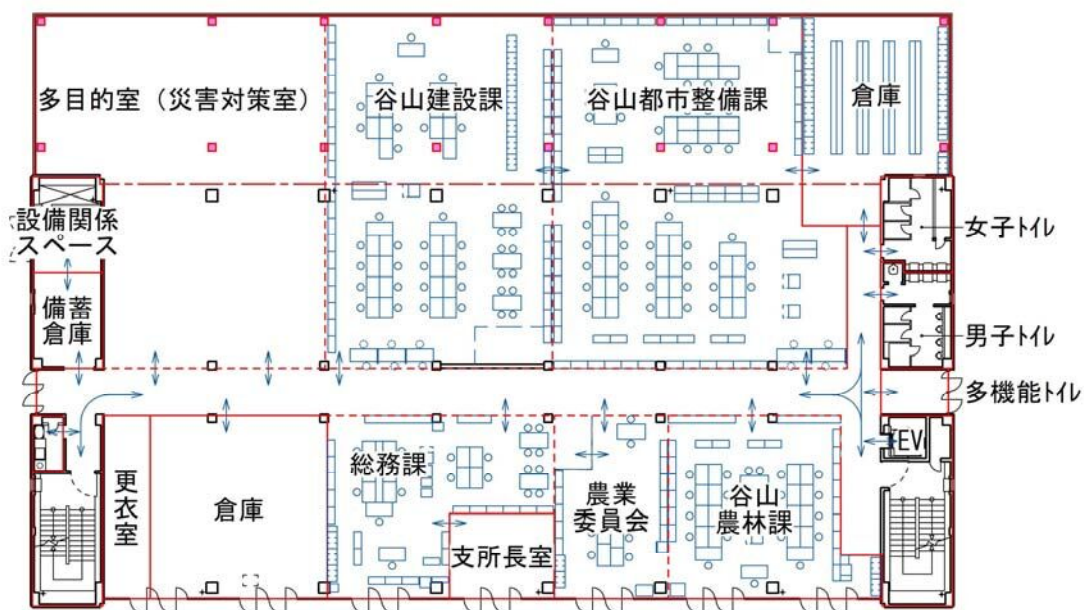 多目的室（災害対策室）
谷山建設課
谷山都市整備課
倉庫
設備関係
スペース
女子ﾄｲﾚ
備蓄
倉庫
男子ﾄｲﾚ
多機能ﾄｲﾚ
更衣室
倉庫
総務課
支所長室
農業
委員会
谷山
農林課
EV